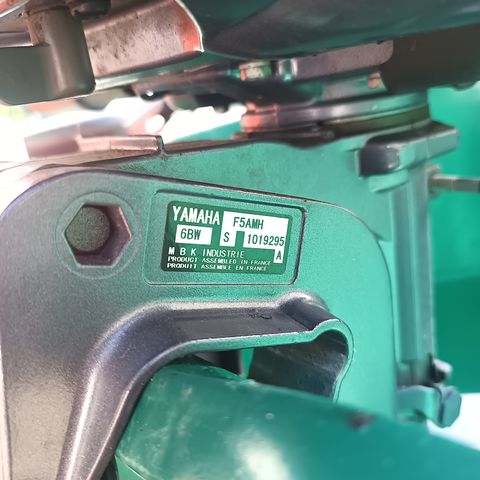 YAMAHA F5AMH
6BW S 1019295
M B K INDUSTRIE A
PRODUCT ASSEMBLED IN FRANCE
PRODUIT ASSEMBLE EN FRANCE